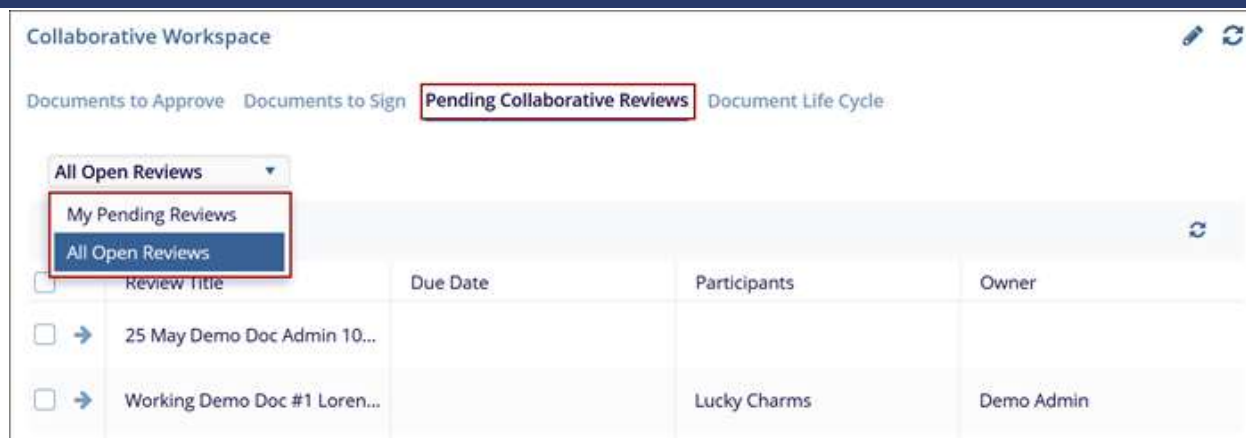 Collaborative Workspace
Documents to Approve Documents to Sign Pending Collaborative Reviews Document Life Cycle
All Open Reviews
My Pending Reviews
All Open Reviews
Review Title Due Date Participants Owner
25 May Demo Doc Admin 10...
Working Demo Doc #1 Loren... Lucky Charms Demo Admin